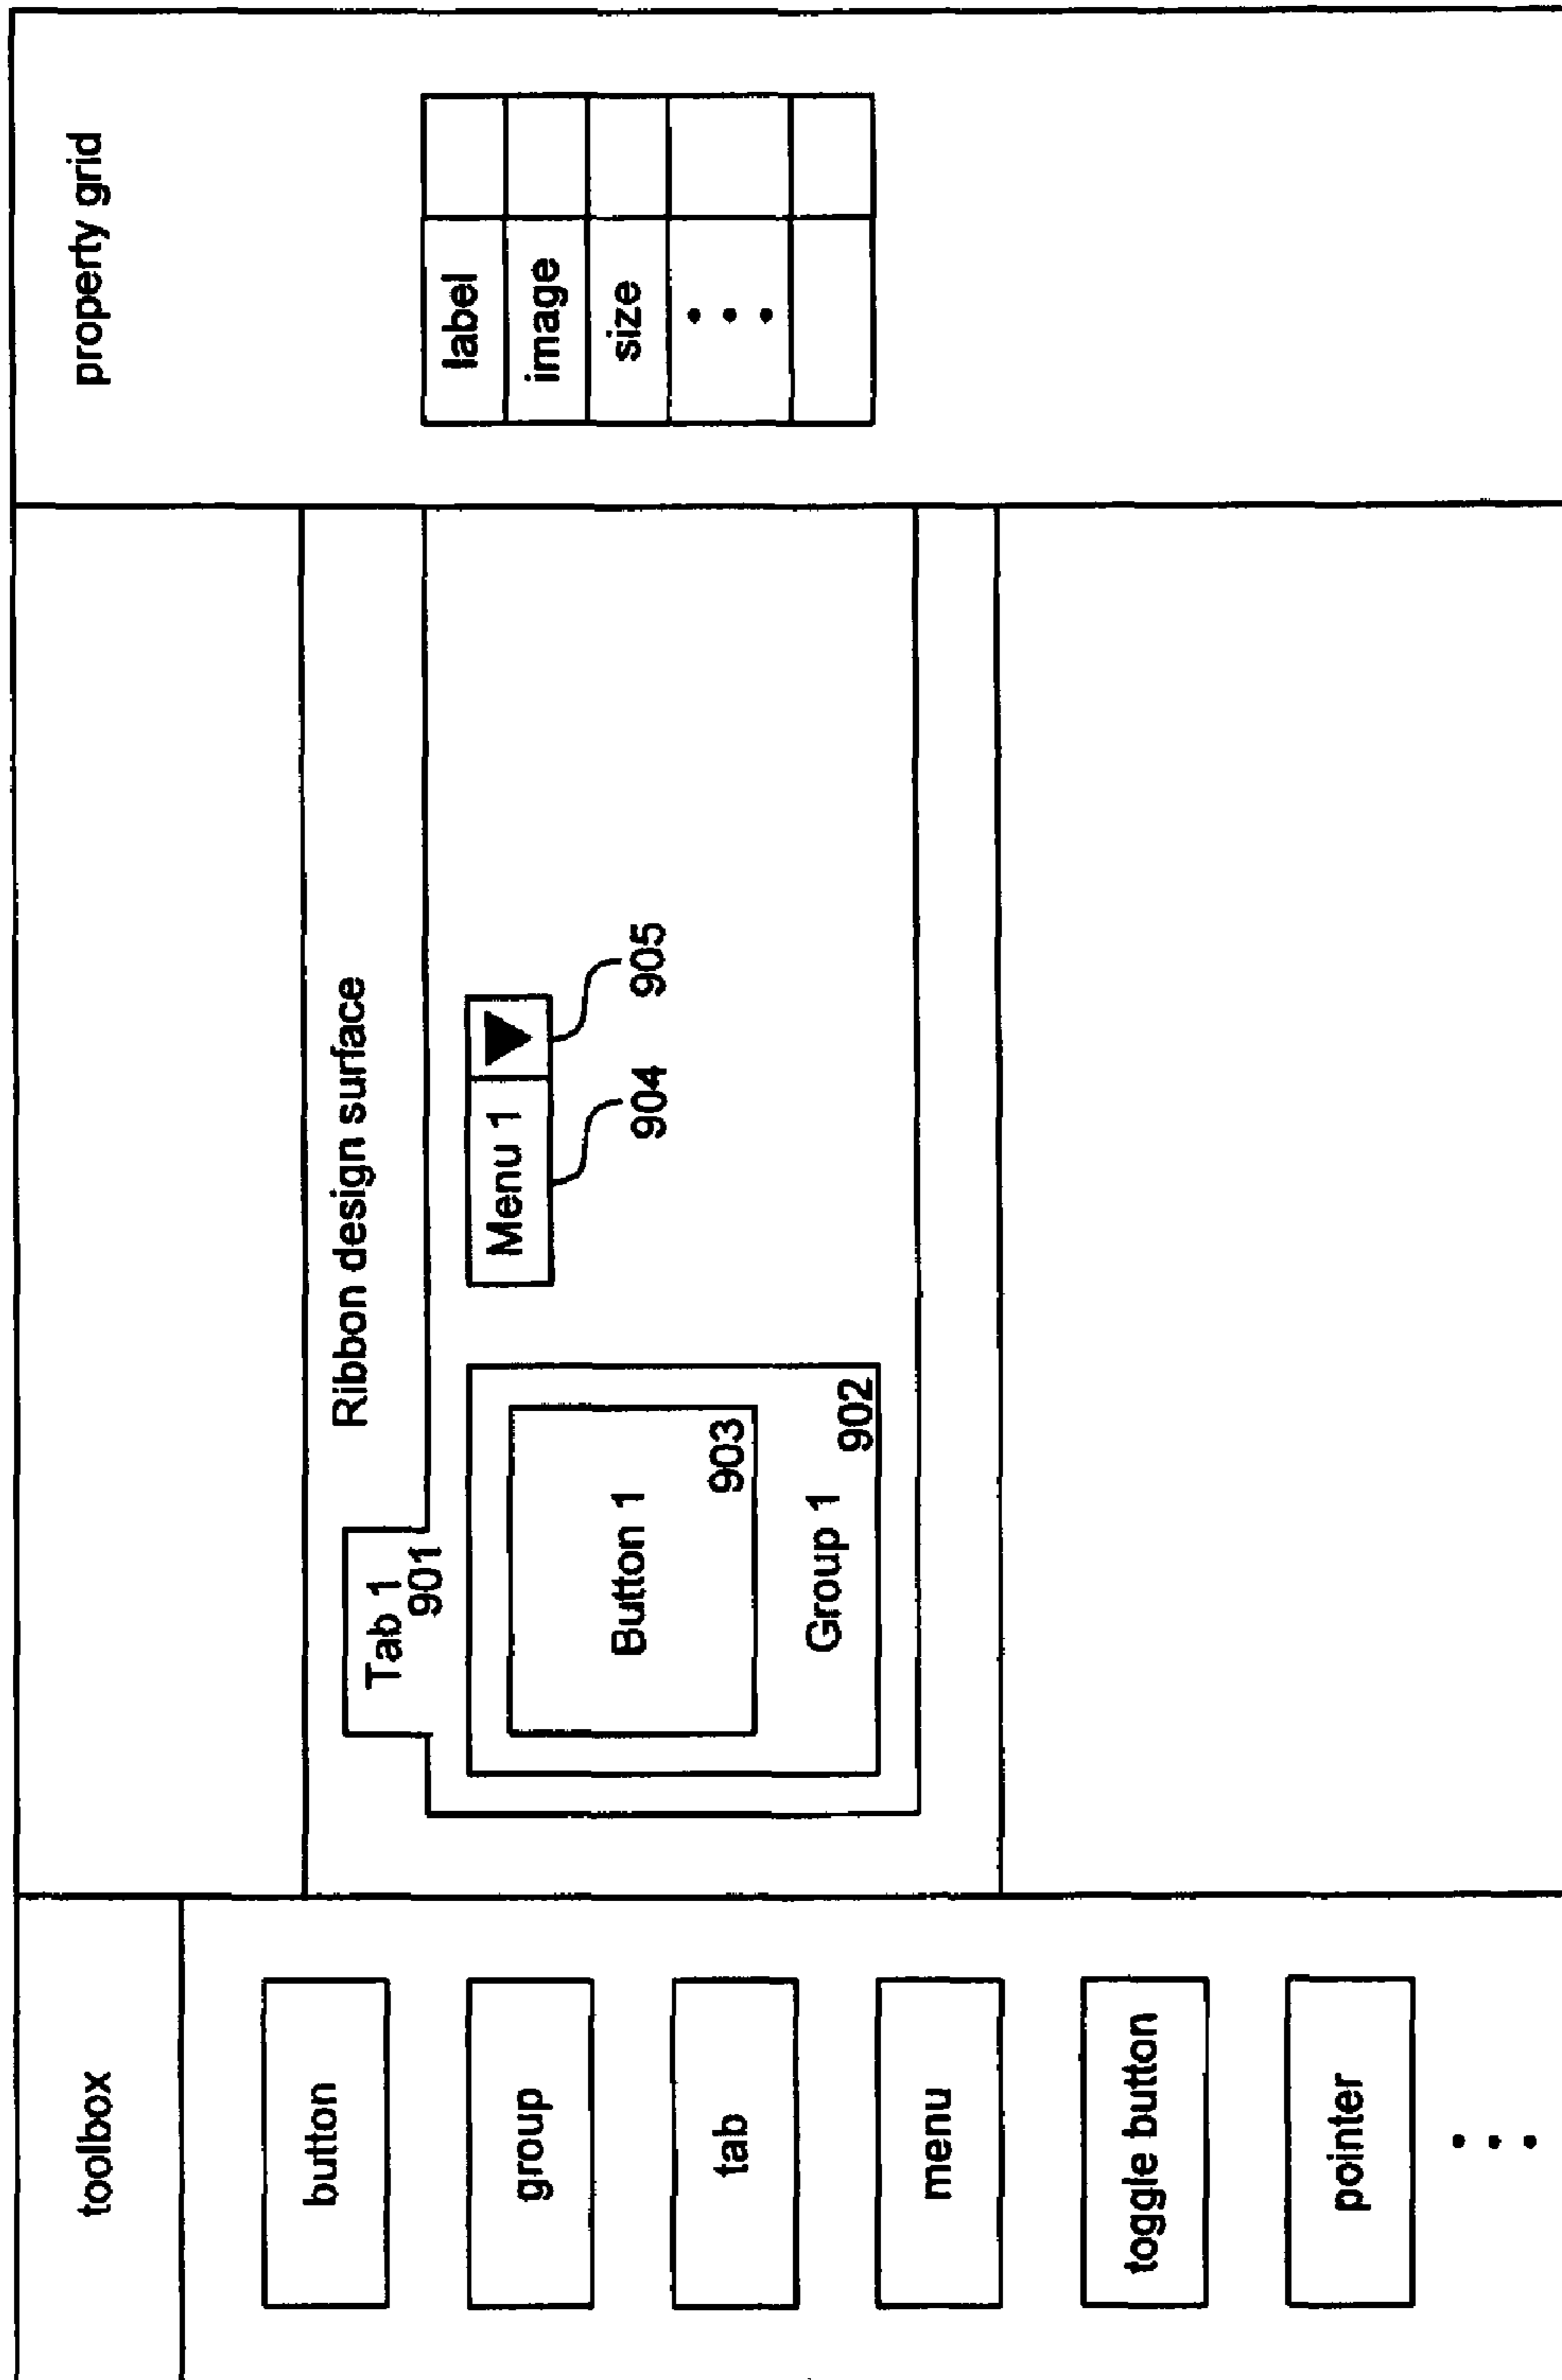 toolbox
button
group
tab
menu
toggle button
pointer
Ribbon design surface
Tab 1
901
Button 1
903
Group 1
902
Menu 1
904
905
property grid
label
image
size